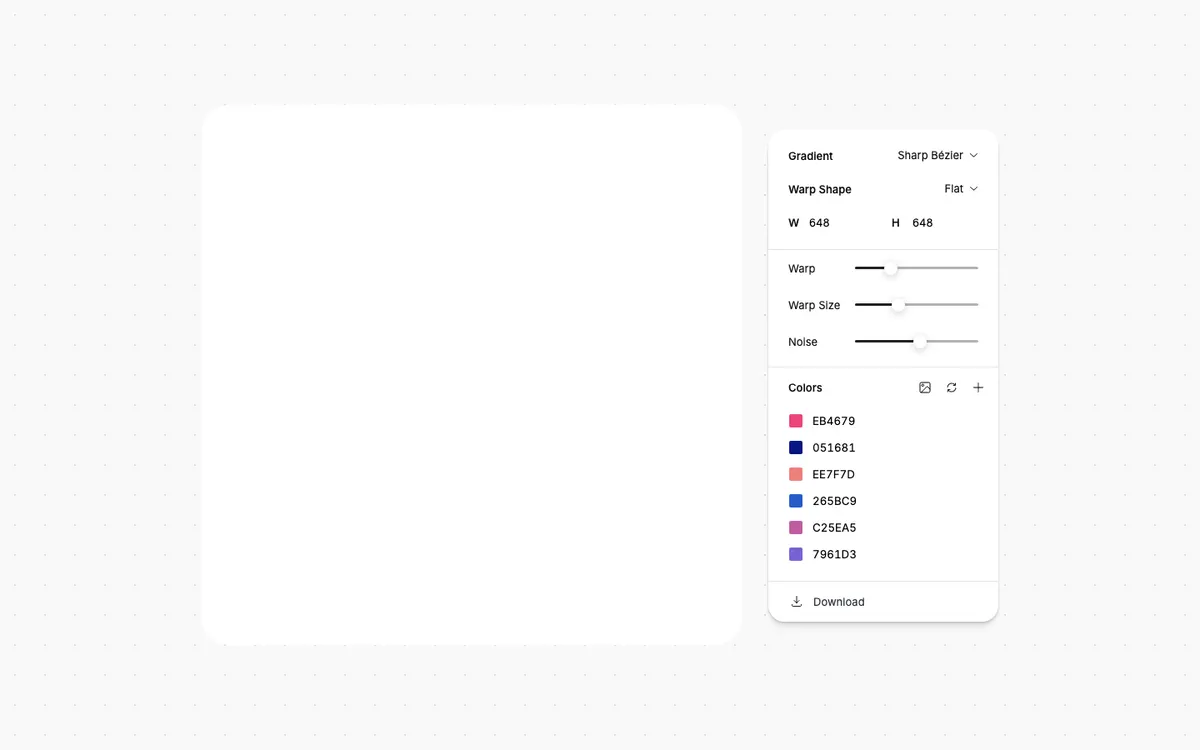 Gradient Sharp Bézier
Warp Shape Flat
W 648 H 648
Warp
Warp Size
Noise
Colors
EB4679
051681
EE7F7D
265BC9
C25EA5
7961D3
Download